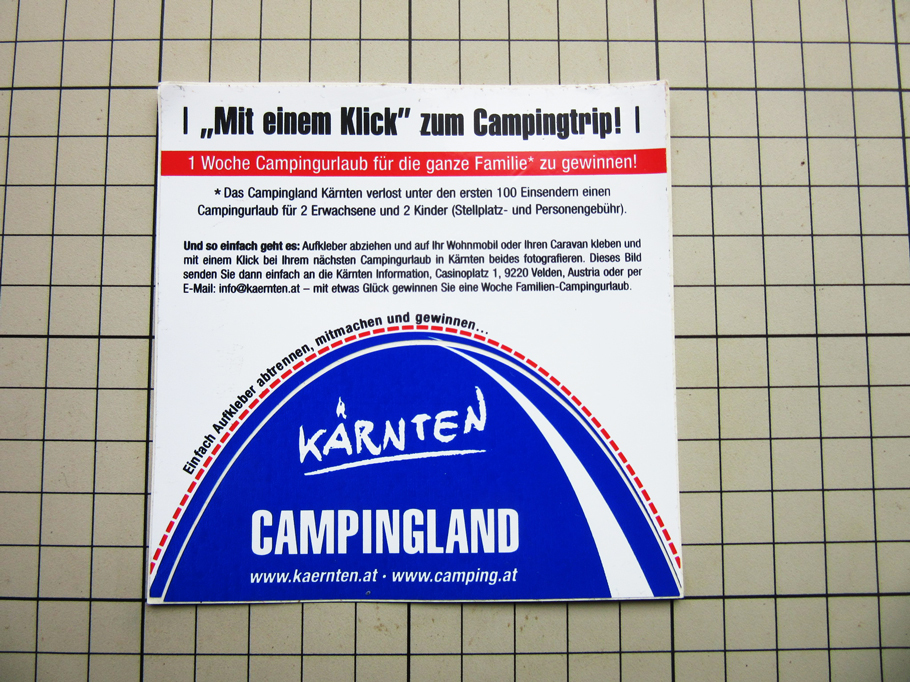 | „Mit einem Klick” zum Campingtrip! |
1 Woche Campingurlaub für die ganze Familie* zu gewinnen!
* Das Campingland Kärnten verlost unter den ersten 100 Einsendern einen
Campingurlaub für 2 Erwachsene und 2 Kinder (Stellplatz- und Personengebühr).
Und so einfach geht es: Aufkleber abziehen und auf Ihr Wohnmobil oder Ihren Caravan kleben und
mit einem Klick bei Ihrem nächsten Campingurlaub in Kärnten beides fotografieren. Dieses Bild
senden Sie dann einfach an die Kärnten Information, Casinoplatz 1, 9220 Velden, Austria oder per
E-Mail: info@kaernten.at – mit etwas Glück gewinnen Sie eine Woche Familien-Campingurlaub.
Einfach Aufkleber abtrennen, mitmachen und gewinnen...
KÄRNTEN
CAMPINGLAND
www.kaernten.at · www.camping.at